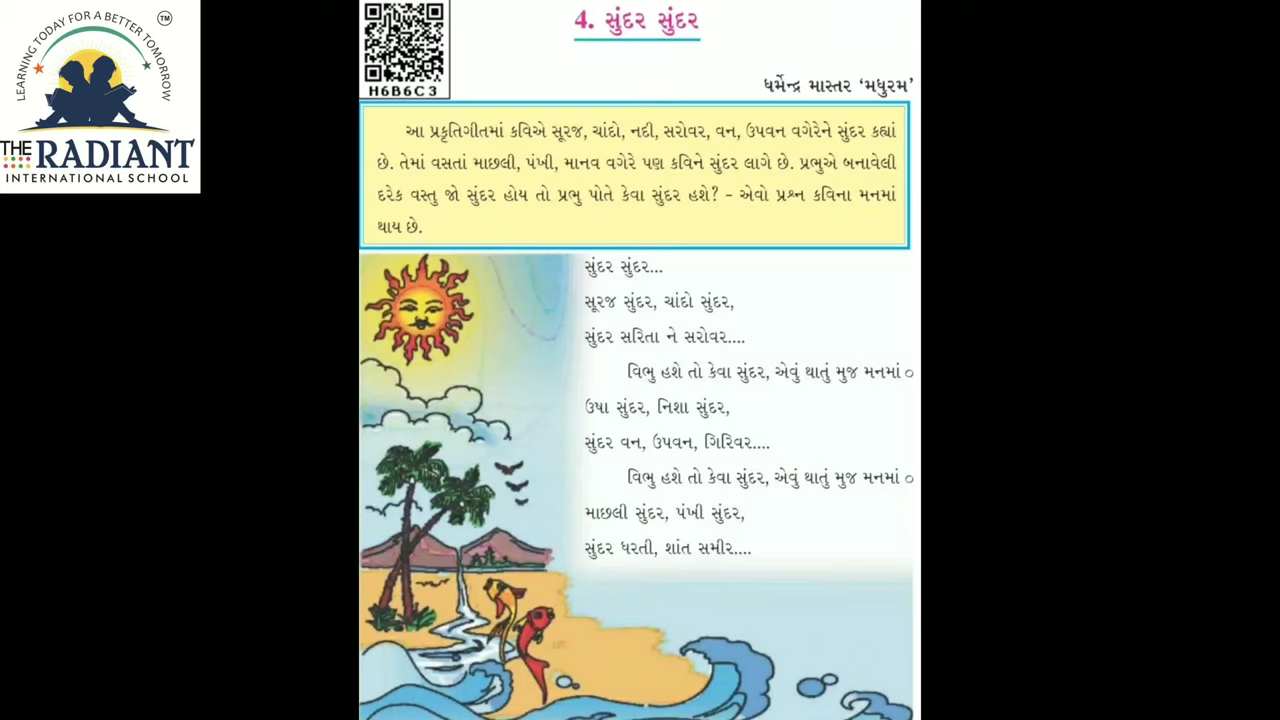 LEARNING TODAY FOR A BETTER TOMORROW
TM
THE RADIANT
INTERNATIONAL SCHOOL
H6B6C3
4. સુંદર સુંદર
ધર્મેન્દ્ર માસ્તર ‘મધુરમ’
આ પ્રકૃતિગીતમાં કવિએ સૂરજ, ચાંદો, નદી, સરોવર, વન, ઉપવન વગેરેને સુંદર કહ્યાં
છે. તેમાં વસતાં માછલી, પંખી, માનવ વગેરે પણ કવિને સુંદર લાગે છે. પ્રભુએ બનાવેલી
દરેક વસ્તુ જો સુંદર હોય તો પ્રભુ પોતે કેવા સુંદર હશે? - એવો પ્રશ્ન કવિના મનમાં
થાય છે.
સુંદર સુંદર...
સૂરજ સુંદર, ચાંદો સુંદર,
સુંદર સરિતા ને સરોવર....
વિભુ હશે તો કેવા સુંદર, એવું થાતું મુજ મનમાં ૦
ઉષા સુંદર, નિશા સુંદર,
સુંદર વન, ઉપવન, ગિરિવર....
વિભુ હશે તો કેવા સુંદર, એવું થાતું મુજ મનમાં ૦
માછલી સુંદર, પંખી સુંદર,
સુંદર ધરતી, શાંત સમીર....